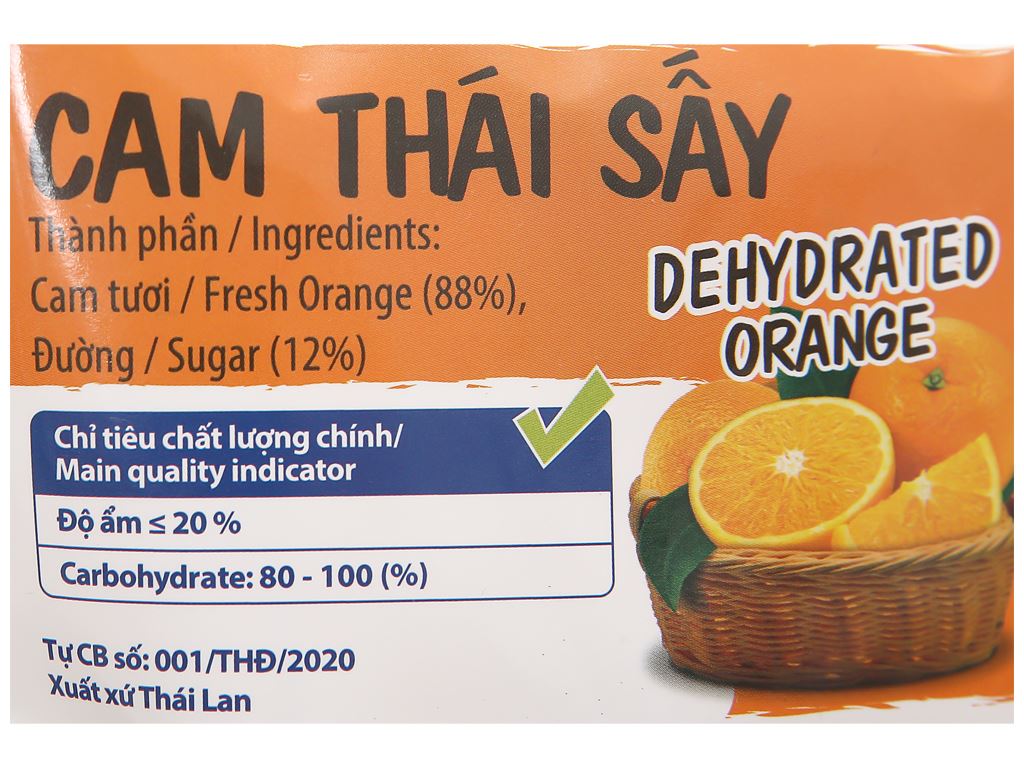 CAM THÁI SẤY
Thành phần / Ingredients:
Cam tươi / Fresh Orange (88%),
Đường / Sugar (12%)
DEHYDRATED
ORANGE
Chỉ tiêu chất lượng chính/
Main quality indicator
Độ ẩm ≤ 20 %
Carbohydrate: 80 - 100 (%)
Tự CB số: 001/THĐ/2020
Xuất xứ Thái Lan